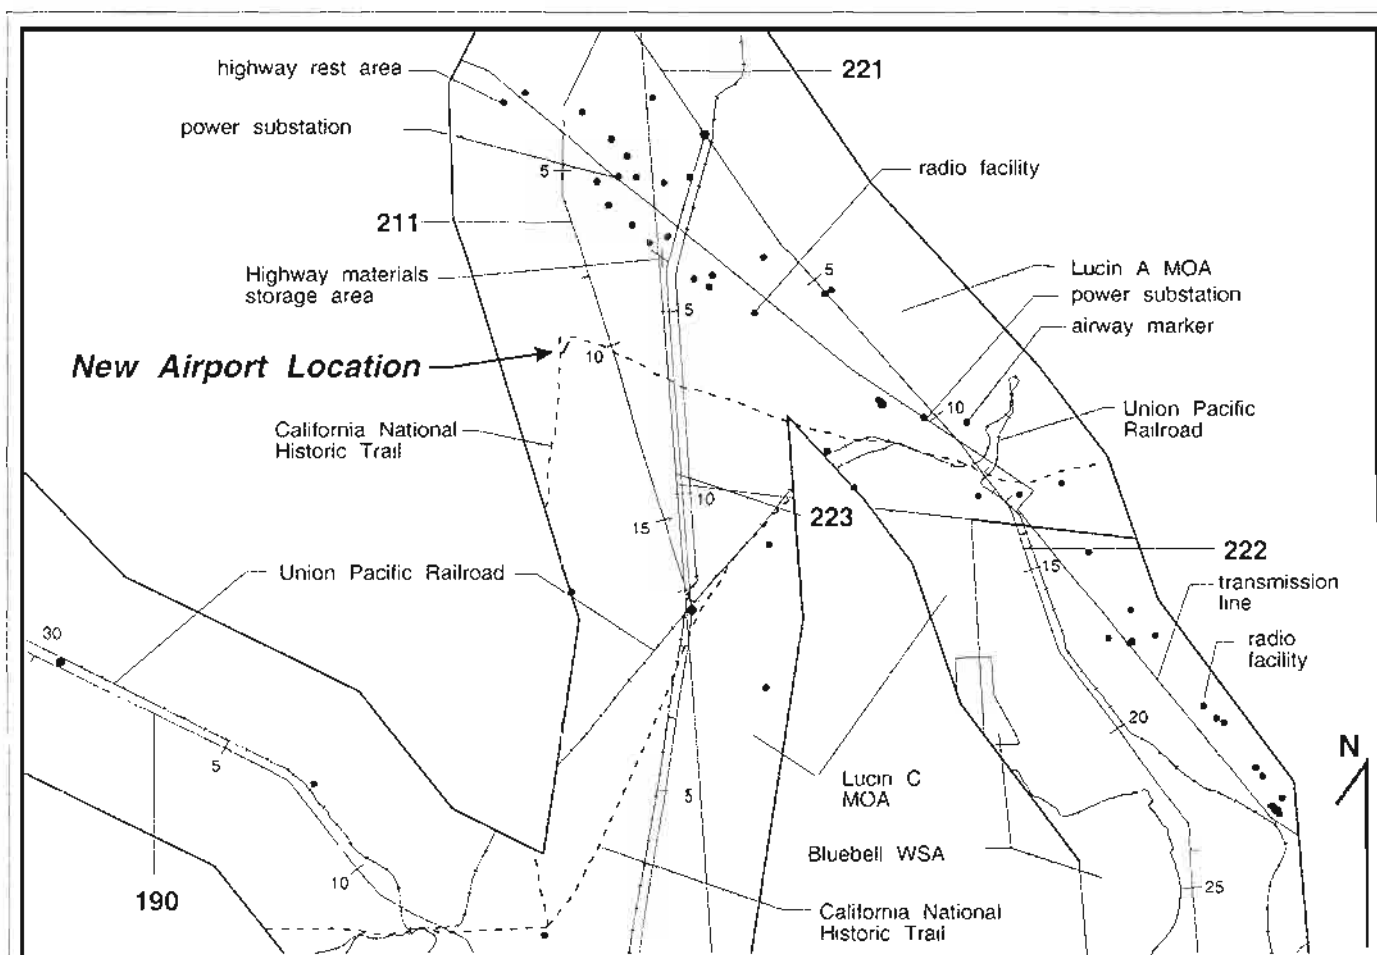 highway rest area
221
power substation
5
radio facility
211
Highway materials
storage area
5
Lucin A MOA
power substation
airway marker
5
New Airport Location
10
10
Union Pacific
Railroad
California National
Historic Trail
10
15
223
222
15
Union Pacific Railroad
transmission
line
30
radio
facility
20
5
N
Lucin C
MOA
5
Bluebell WSA
10
25
190
California National
Historic Trail